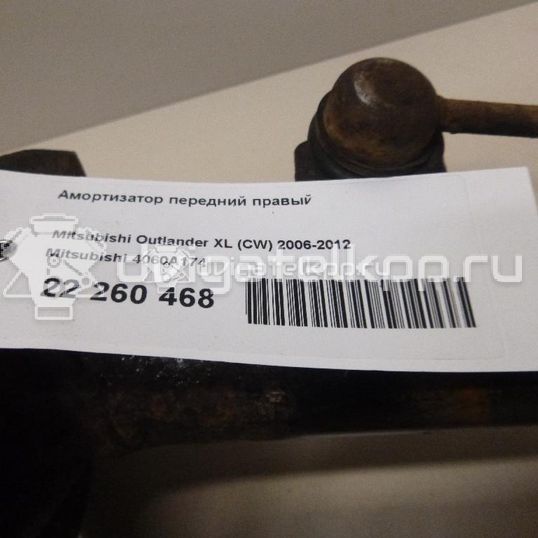 Амортизатор передний правый
Mitsubishi Outlander XL (CW) 2006-2012
Mitsubishi 4060A174
22 260 468